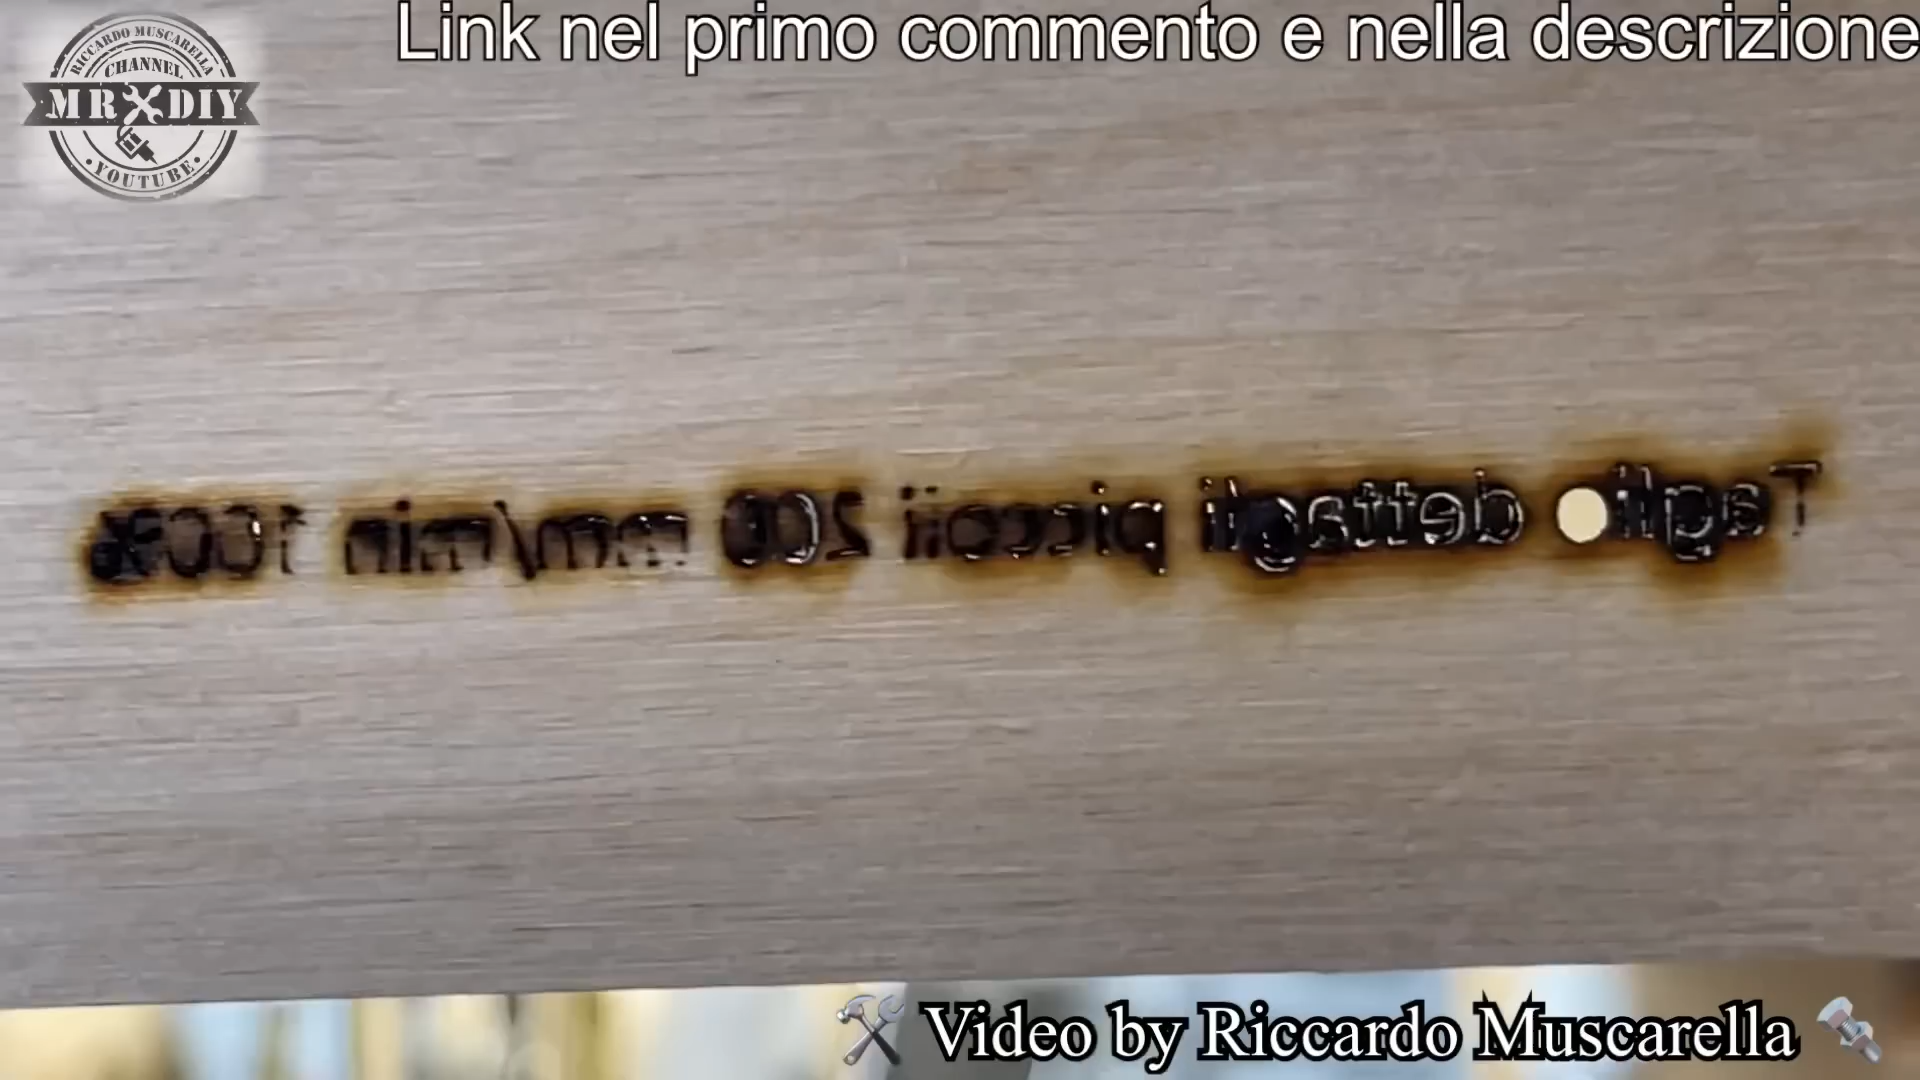 Link nel primo commento e nella descrizione
RICCARDO MUSCARELLA
CHANNEL
MR DIY
YOUTUBE
Taglio dettagli piccoli 200 mm/min 100%
Video by Riccardo Muscarella